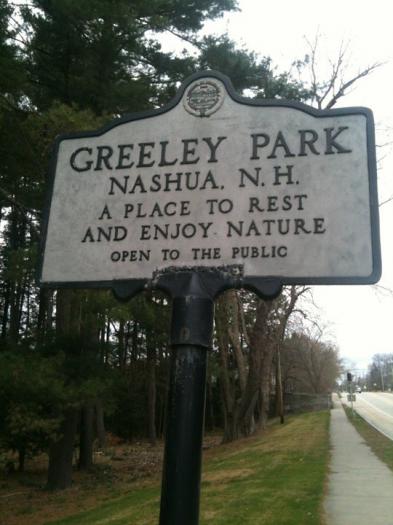 GREELEY PARK
NASHUA, N.H.
A PLACE TO REST
AND ENJOY NATURE
OPEN TO THE PUBLIC